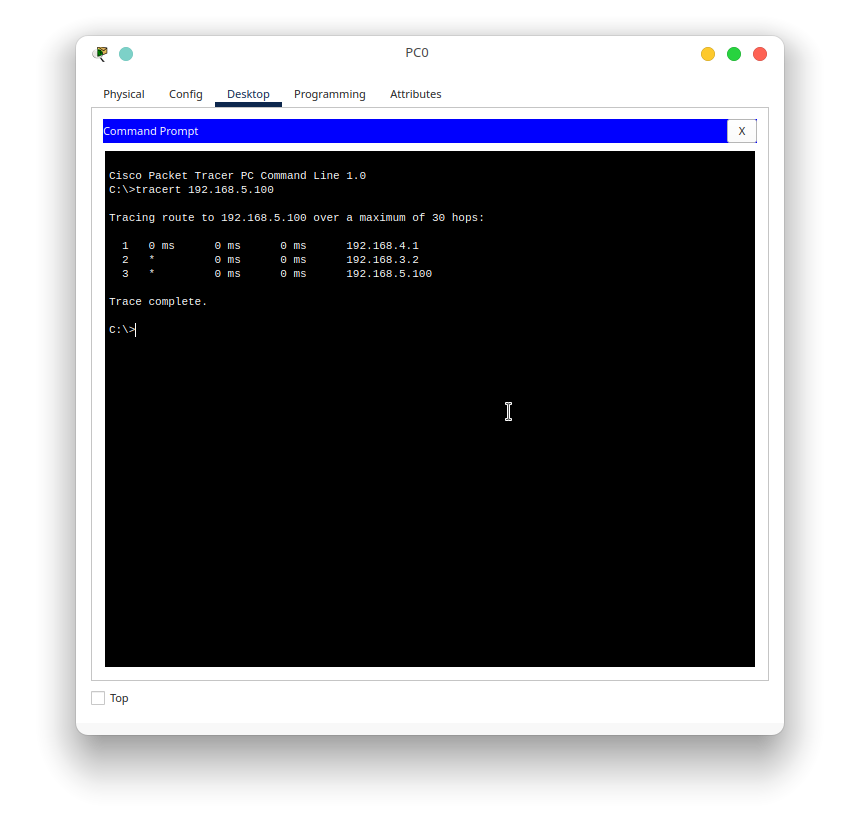 PC0
Physical Config Desktop Programming Attributes
Command Prompt X
Cisco Packet Tracer PC Command Line 1.0
C:\>tracert 192.168.5.100
Tracing route to 192.168.5.100 over a maximum of 30 hops:
1 0 ms 0 ms 0 ms 192.168.4.1
2 * 0 ms 0 ms 192.168.3.2
3 * 0 ms 0 ms 192.168.5.100
Trace complete.
C:\>
Top